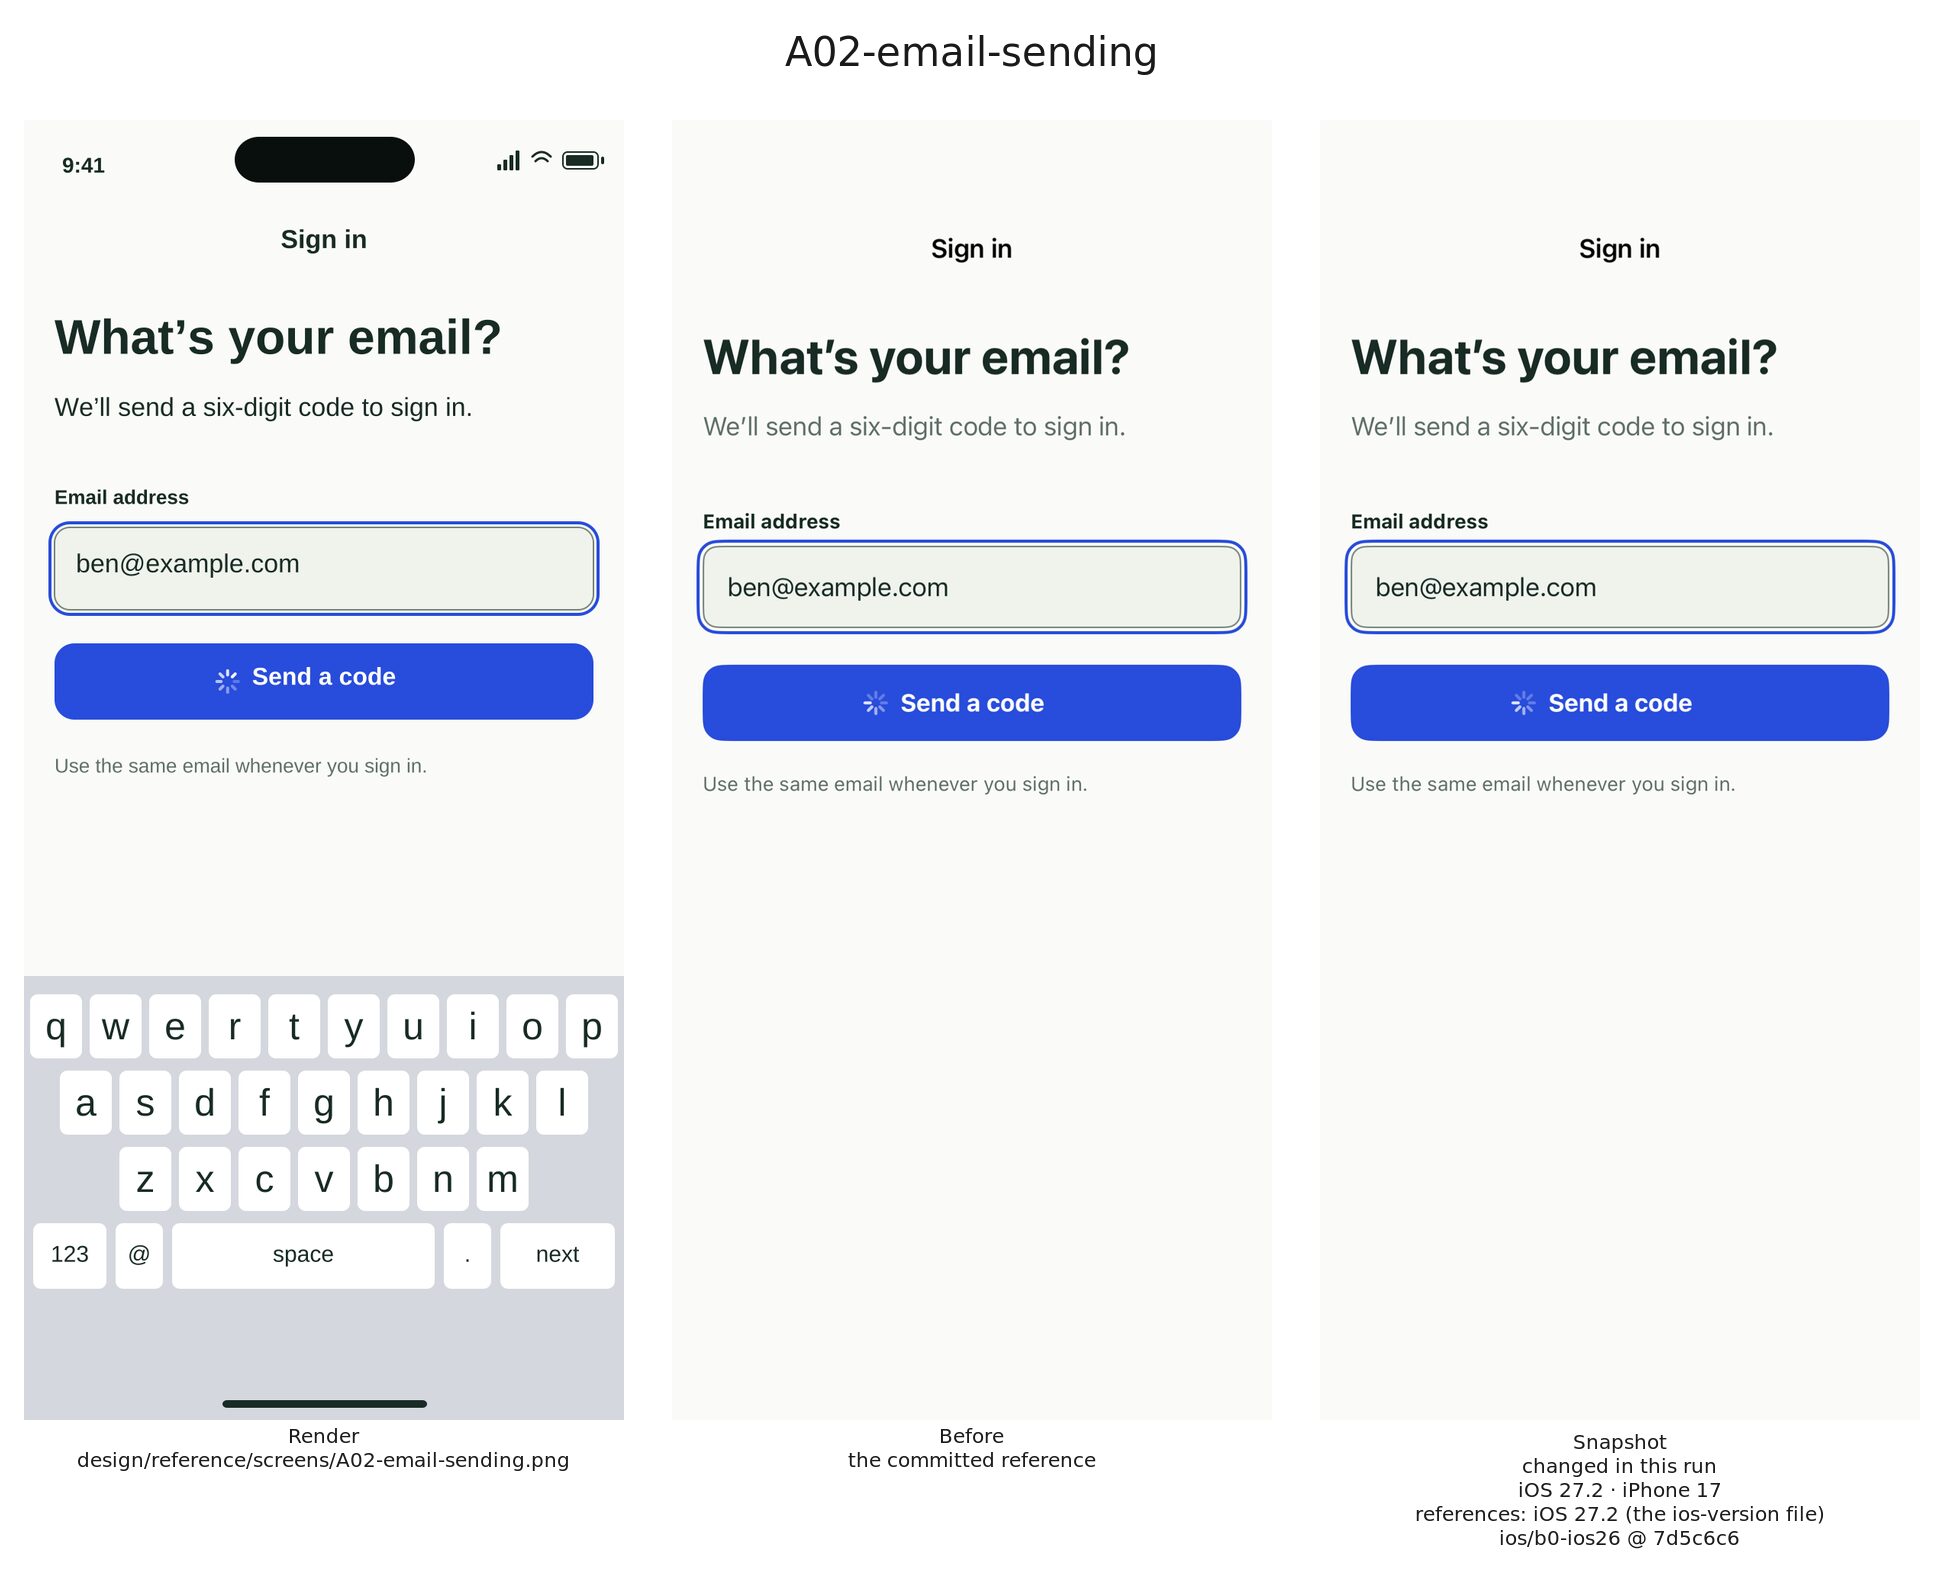 A02-email-sending
9:41
Sign in
What’s your email?
We’ll send a six-digit code to sign in.
Email address
ben@example.com
Send a code
Use the same email whenever you sign in.
q w e r t y u i o p
a s d f g h j k l
z x c v b n m
123 @ space . next
Render
design/reference/screens/A02-email-sending.png
Sign in
What’s your email?
We’ll send a six-digit code to sign in.
Email address
ben@example.com
Send a code
Use the same email whenever you sign in.
Before
the committed reference
Sign in
What’s your email?
We’ll send a six-digit code to sign in.
Email address
ben@example.com
Send a code
Use the same email whenever you sign in.
Snapshot
changed in this run
iOS 27.2 · iPhone 17
references: iOS 27.2 (the ios-version file)
ios/b0-ios26 @ 7d5c6c6